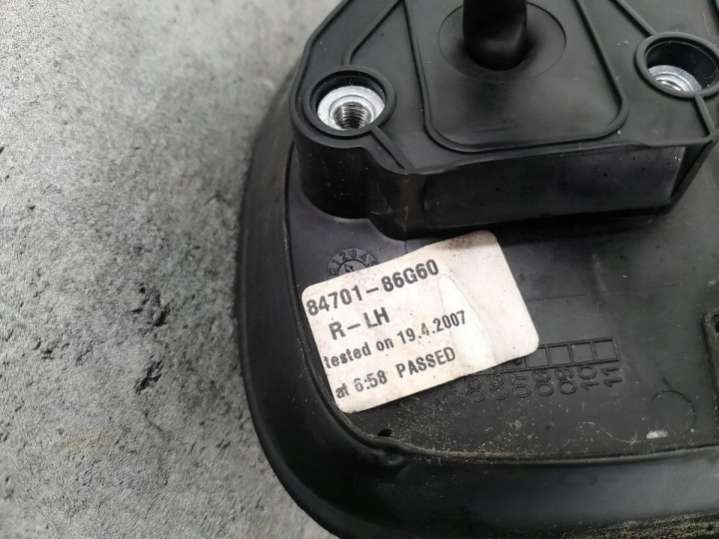 84701-86G60
R-LH
tested on 19.4.2007
at 6:58 PASSED